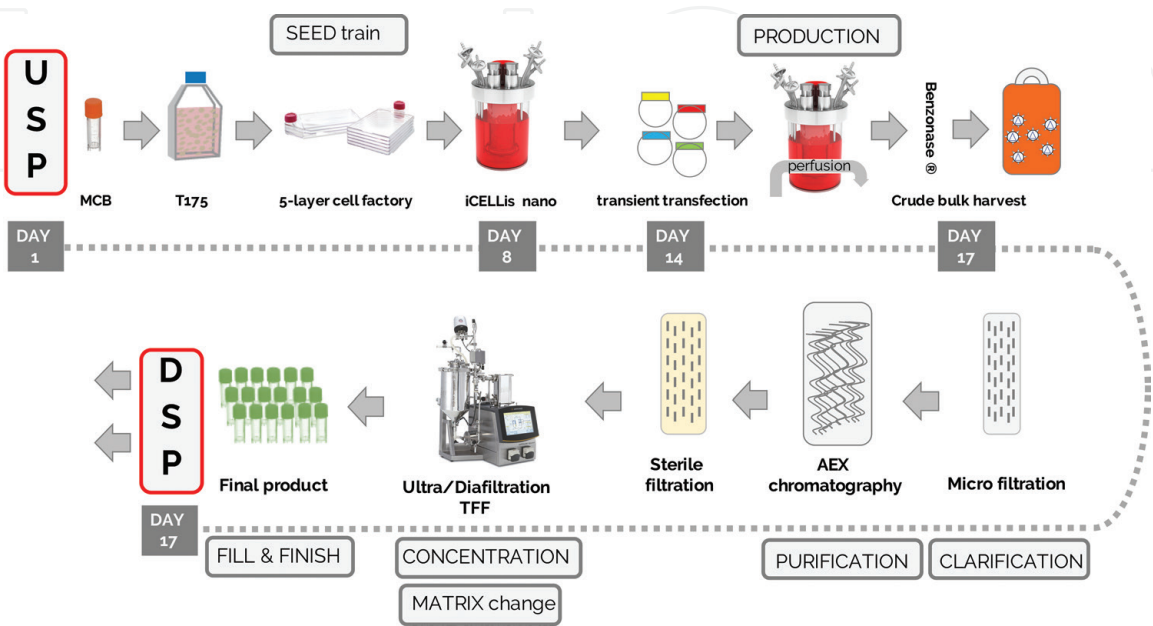 SEED train
PRODUCTION
U
S
P
Benzonase ®
perfusion
MCB
T175
5-layer cell factory
iCELLis nano
transient transfection
Crude bulk harvest
DAY
1
DAY
8
DAY
14
DAY
17
D
S
P
Final product
Ultra/Diafiltration
TFF
Sterile
filtration
AEX
chromatography
Micro filtration
DAY
17
FILL & FINISH
CONCENTRATION
MATRIX change
PURIFICATION
CLARIFICATION